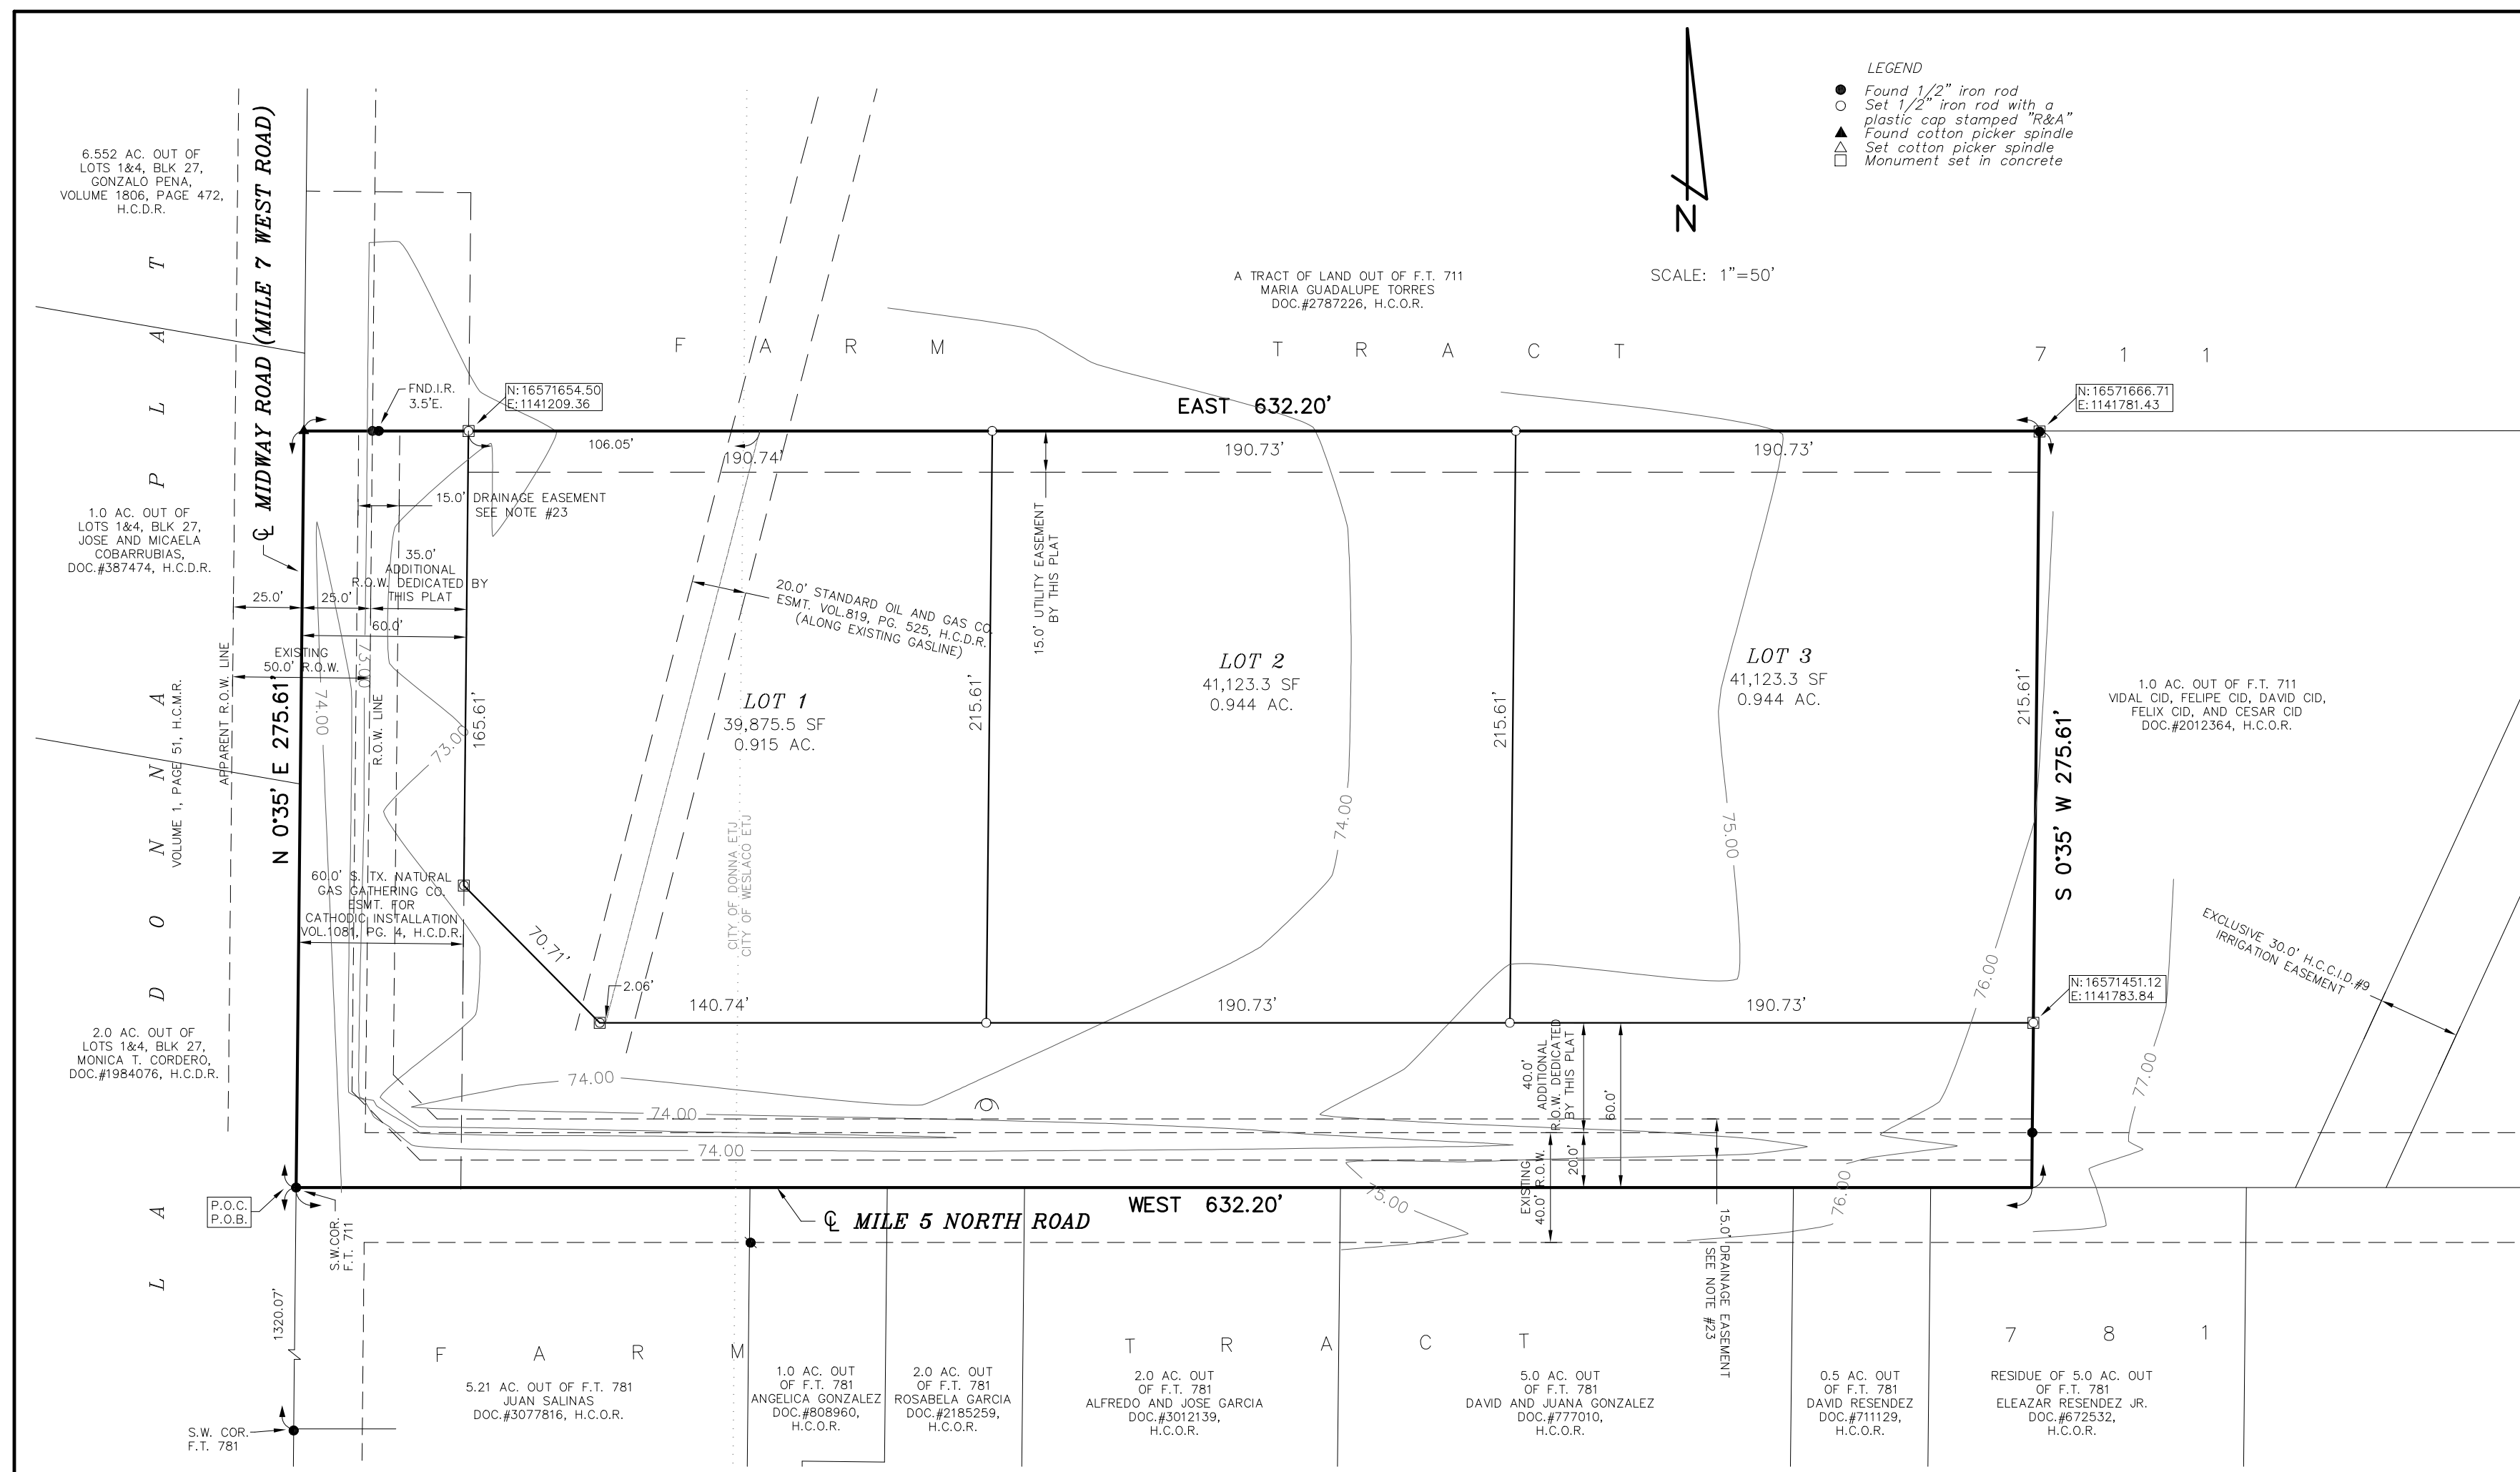 LEGEND
Found 1/2" iron rod
Set 1/2" iron rod with a
plastic cap stamped "R&A"
Found cotton picker spindle
Set cotton picker spindle
Monument set in concrete
N
SCALE: 1"=50'
6.552 AC. OUT OF
LOTS 1&4, BLK 27,
GONZALO PENA,
VOLUME 1806, PAGE 472,
H.C.D.R.
℄ MIDWAY ROAD (MILE 7 WEST ROAD)
A TRACT OF LAND OUT OF F.T. 711
MARIA GUADALUPE TORRES
DOC.#2787226, H.C.O.R.
FARM TRACT 711
FND.I.R.
3.5'E.
N:16571654.50
E:1141209.36
EAST 632.20'
N:16571666.71
E:1141781.43
106.05'
190.74'
190.73'
190.73'
15.0' DRAINAGE EASEMENT
SEE NOTE #23
1.0 AC. OUT OF
LOTS 1&4, BLK 27,
JOSE AND MICAELA
COBARRUBIAS,
DOC.#387474, H.C.D.R.
35.0'
ADDITIONAL
R.O.W. DEDICATED BY
THIS PLAT
25.0'
25.0'
60.0'
EXISTING
50.0' R.O.W.
APPARENT R.O.W. LINE
R.O.W. LINE
73.00
74.00
73.00
20.0' STANDARD OIL AND GAS CO.
ESMT. VOL.819, PG. 525, H.C.D.R.
(ALONG EXISTING GASLINE)
15.0' UTILITY EASEMENT
BY THIS PLAT
LA DONNA PLAT
VOLUME 1, PAGE 51, H.C.M.R.
N 0°35' E 275.61'
165.61'
LOT 1
39,875.5 SF
0.915 AC.
215.61'
LOT 2
41,123.3 SF
0.944 AC.
215.61'
LOT 3
41,123.3 SF
0.944 AC.
215.61'
S 0°35' W 275.61'
1.0 AC. OUT OF F.T. 711
VIDAL CID, FELIPE CID, DAVID CID,
FELIX CID, AND CESAR CID
DOC.#2012364, H.C.O.R.
74.00
75.00
CITY OF DONNA ETJ
CITY OF WESLACO ETJ
60.0' S. TX. NATURAL
GAS GATHERING CO.
ESMT. FOR
CATHODIC INSTALLATION
VOL.1081, PG. 4, H.C.D.R.
70.71'
2.06'
140.74'
190.73'
190.73'
EXCLUSIVE 30.0' H.C.C.I.D.#9
IRRIGATION EASEMENT
N:16571451.12
E:1141783.84
76.00
77.00
2.0 AC. OUT OF
LOTS 1&4, BLK 27,
MONICA T. CORDERO,
DOC.#1984076, H.C.D.R.
74.00
74.00
74.00
40.0'
ADDITIONAL
R.O.W. DEDICATED
BY THIS PLAT
60.0'
20.0'
EXISTING
40.0' R.O.W.
75.00
76.00
15.0' DRAINAGE EASEMENT
SEE NOTE #23
P.O.C.
P.O.B.
S.W.COR.
F.T. 711
℄ MILE 5 NORTH ROAD
WEST 632.20'
1320.07'
S.W. COR.
F.T. 781
FARM TRACT 781
5.21 AC. OUT OF F.T. 781
JUAN SALINAS
DOC.#3077816, H.C.O.R.
1.0 AC. OUT
OF F.T. 781
ANGELICA GONZALEZ
DOC.#808960,
H.C.O.R.
2.0 AC. OUT
OF F.T. 781
ROSABELA GARCIA
DOC.#2185259,
H.C.O.R.
2.0 AC. OUT
OF F.T. 781
ALFREDO AND JOSE GARCIA
DOC.#3012139,
H.C.O.R.
5.0 AC. OUT
OF F.T. 781
DAVID AND JUANA GONZALEZ
DOC.#777010,
H.C.O.R.
0.5 AC. OUT
OF F.T. 781
DAVID RESENDEZ
DOC.#711129,
H.C.O.R.
RESIDUE OF 5.0 AC. OUT
OF F.T. 781
ELEAZAR RESENDEZ JR.
DOC.#672532,
H.C.O.R.